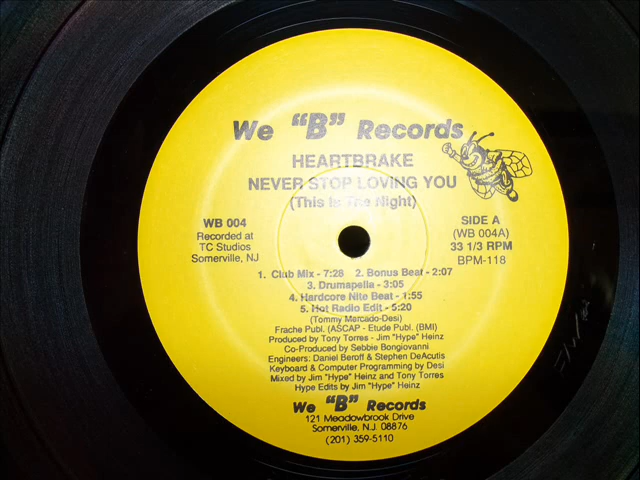 We "B" Records
HEARTBRAKE
NEVER STOP LOVING YOU
(This Is The Night)
WB 004
Recorded at
TC Studios
Somerville, NJ
SIDE A
(WB 004A)
33 1/3 RPM
BPM-118
1. Club Mix - 7:28 2. Bonus Beat - 2:07
3. Drumapella - 3:05
4. Hardcore Nite Beat - 1:55
5. Hot Radio Edit - 5:20
(Tommy Mercado-Desi)
Frache Publ. (ASCAP - Etude Publ. (BMI)
Produced by Tony Torres - Jim "Hype" Heinz
Co-Produced by Sebbie Bongiovanni
Engineers: Daniel Beroff & Stephen DeAcutis
Keyboard & Computer Programming by Desi
Mixed by Jim "Hype" Heinz and Tony Torres
Hype Edits by Jim "Hype" Heinz
We "B" Records
121 Meadowbrook Drive
Somerville, N.J. 08876
(201) 359-5110